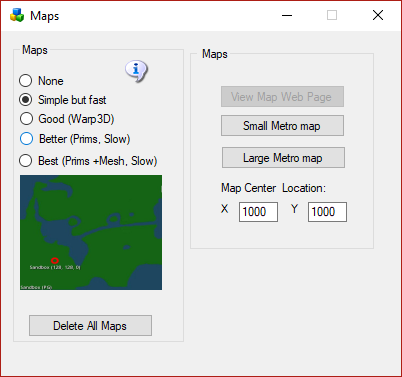 Maps
Maps
None
Simple but fast
Good (Warp3D)
Better (Prims, Slow)
Best (Prims +Mesh, Slow)
Sandbox (128, 128, 0)
Sandbox (PG)
Delete All Maps
Maps
View Map Web Page
Small Metro map
Large Metro map
Map Center Location:
X 1000 Y 1000